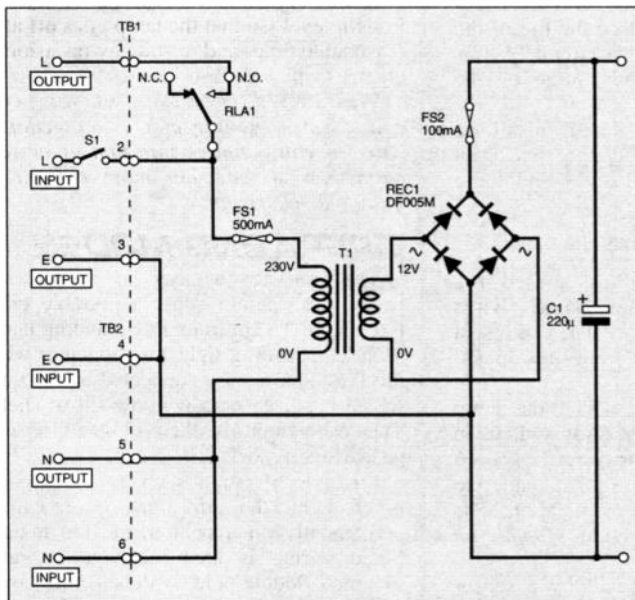 TB1
L
1
OUTPUT
N.C.
N.O.
RLA1
S1
L
2
INPUT
FS2
100mA
REC1
DF005M
FS1
500mA
E
3
OUTPUT
230V
T1
12V
~
~
+
C1
220µ
TB2
E
4
INPUT
0V
0V
N
5
OUTPUT
N
6
INPUT